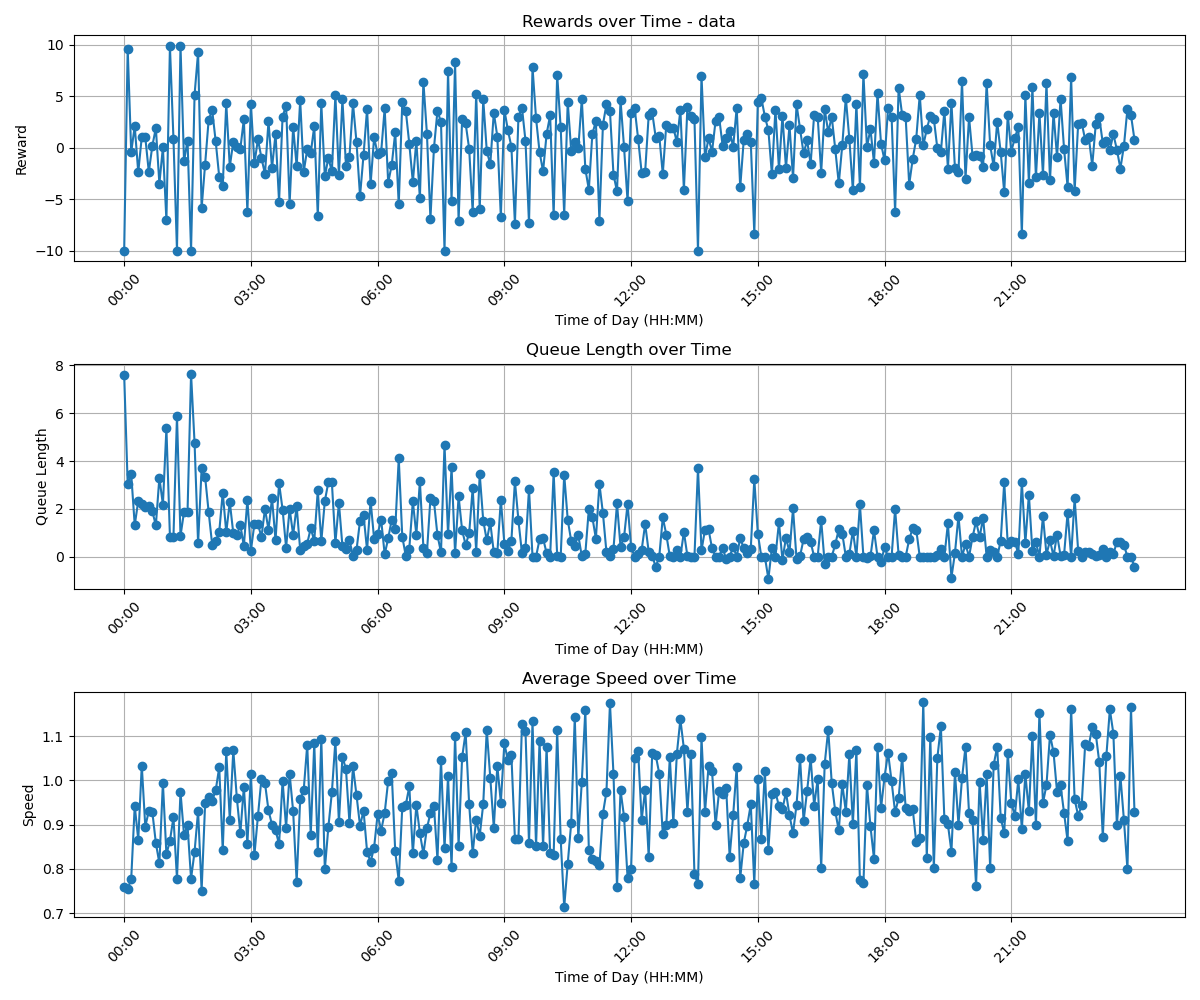 Rewards over Time - data
10
5
0
−5
−10
Reward
00:00 03:00 06:00 09:00 12:00 15:00 18:00 21:00
Time of Day (HH:MM)
Queue Length over Time
8
6
4
2
0
Queue Length
00:00 03:00 06:00 09:00 12:00 15:00 18:00 21:00
Time of Day (HH:MM)
Average Speed over Time
1.1
1.0
0.9
0.8
0.7
Speed
00:00 03:00 06:00 09:00 12:00 15:00 18:00 21:00
Time of Day (HH:MM)